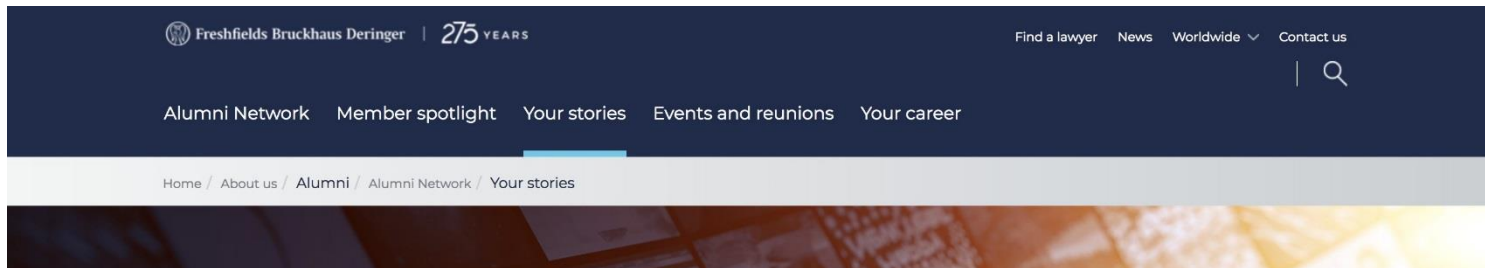 Freshfields Bruckhaus Deringer | 275 YEARS
Find a lawyer News Worldwide Contact us
Alumni Network Member spotlight Your stories Events and reunions Your career
Home / About us / Alumni / Alumni Network / Your stories